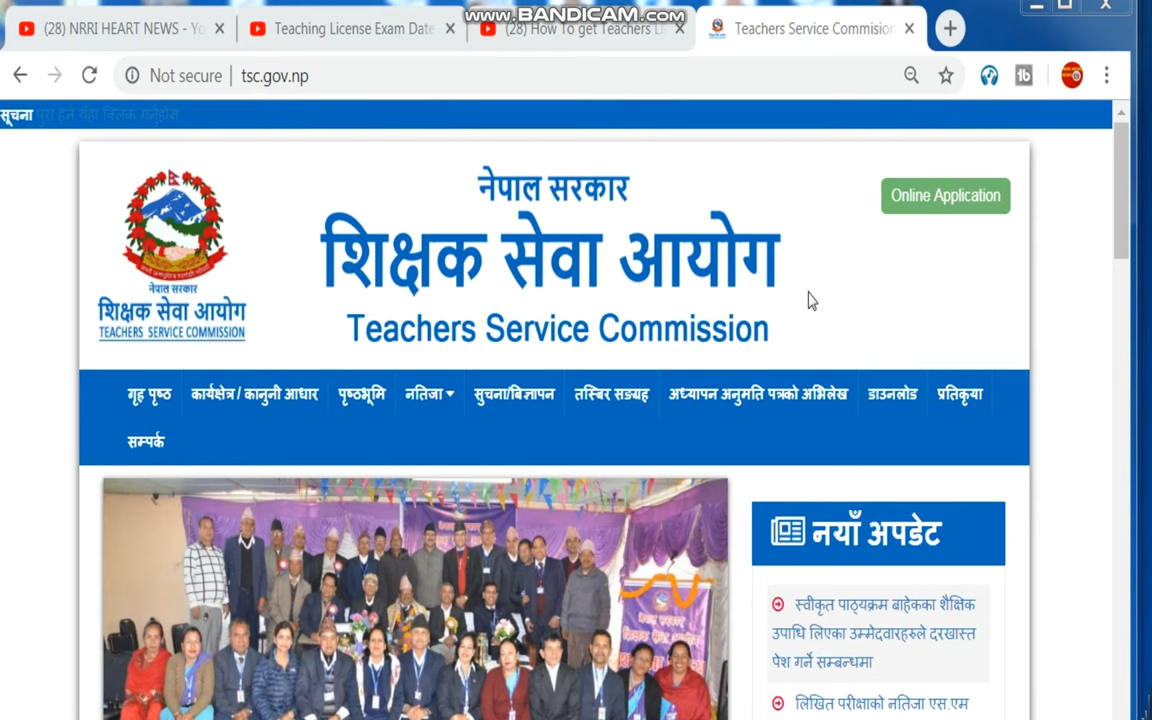 www.BANDICAM.com
(28) NRRI HEART NEWS - Yo
Teaching License Exam Date
(28) How To get Teachers
Teachers Service Commision
Not secure | tsc.gov.np
सूचना पुरा हेर्न यँहा क्लिक गर्नुहोस
नेपाल सरकार
शिक्षक सेवा आयोग
Teachers Service Commission
Online Application
नेपाल सरकार
शिक्षक सेवा आयोग
TEACHERS SERVICE COMMISSION
गृह पृष्ठ
कार्यक्षेत्र / कानुनी आधार
पृष्ठभूमि
नतिजा
सुचना/बिज्ञापन
तस्बिर सङग्रह
अध्यापन अनुमति पत्रको अभिलेख
डाउनलोड
प्रतिकृया
सम्पर्क
नयाँ अपडेट
स्वीकृत पाठ्यक्रम बाहेकका शैक्षिक
उपाधि लिएका उम्मेदवारहरुले दरखास्त
पेश गर्ने सम्बन्धमा
लिखित परीक्षाको नतिजा एस.एम